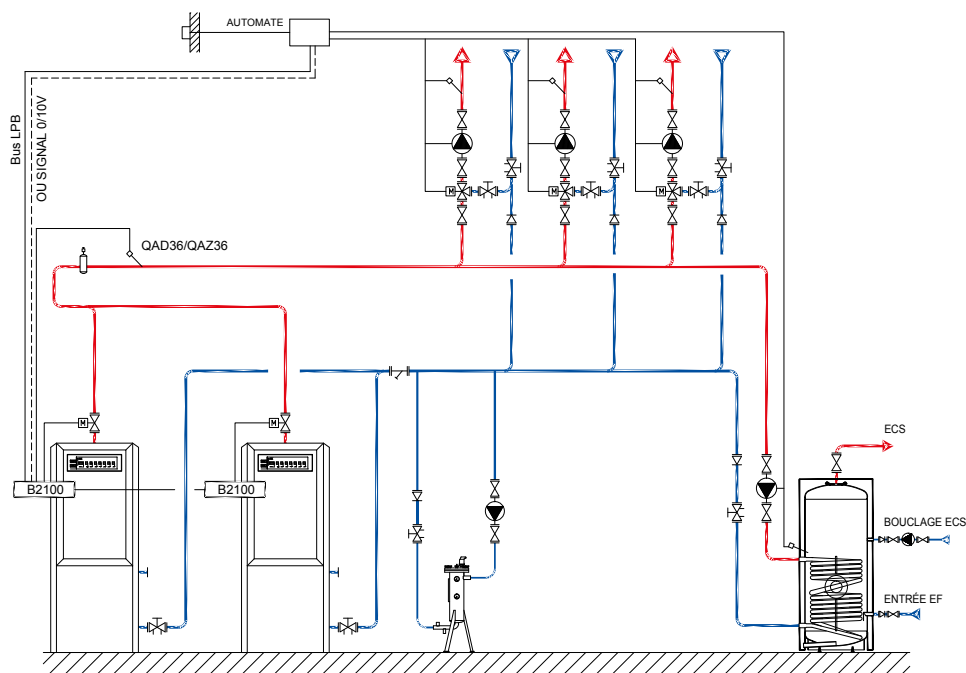 AUTOMATE
Bus LPB
OU SIGNAL 0/10V
QAD36/QAZ36
M
M
M
M
M
B2100
B2100
ECS
BOUCLAGE ECS
ENTRÉE EF